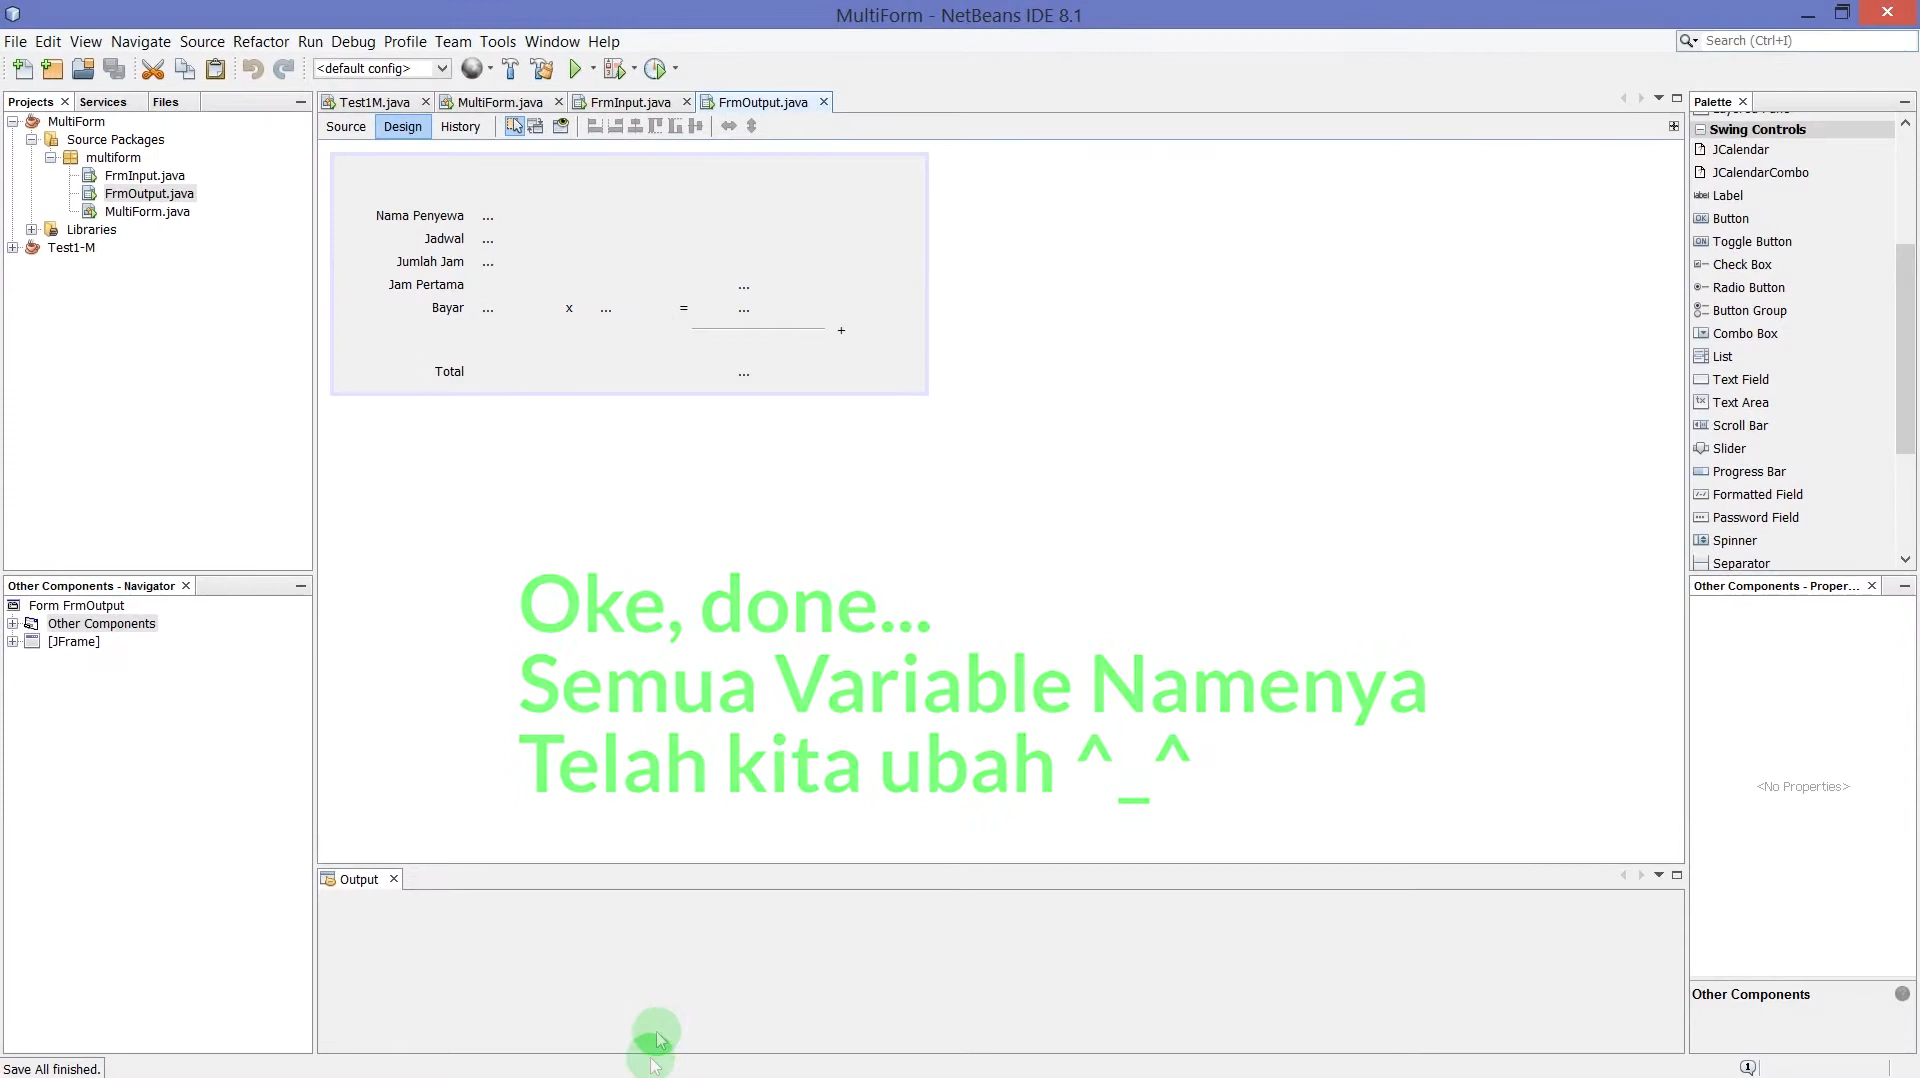 MultiForm - NetBeans IDE 8.1
File Edit View Navigate Source Refactor Run Debug Profile Team Tools Window Help
Search (Ctrl+I)
<default config>
Projects Services Files
MultiForm
Source Packages
multiform
FrmInput.java
FrmOutput.java
MultiForm.java
Libraries
Test1-M
Test1M.java MultiForm.java FrmInput.java FrmOutput.java
Source Design History
Nama Penyewa ...
Jadwal ...
Jumlah Jam ...
Jam Pertama ...
Bayar ... x ... = ...
+
Total ...
Oke, done...
Semua Variable Namenya
Telah kita ubah ^_^
Palette
Swing Controls
JCalendar
JCalendarCombo
Label
Button
Toggle Button
Check Box
Radio Button
Button Group
Combo Box
List
Text Field
Text Area
Scroll Bar
Slider
Progress Bar
Formatted Field
Password Field
Spinner
Separator
Other Components - Navigator
Form FrmOutput
Other Components
[JFrame]
Other Components - Proper...
<No Properties>
Other Components
Output
Save All finished.